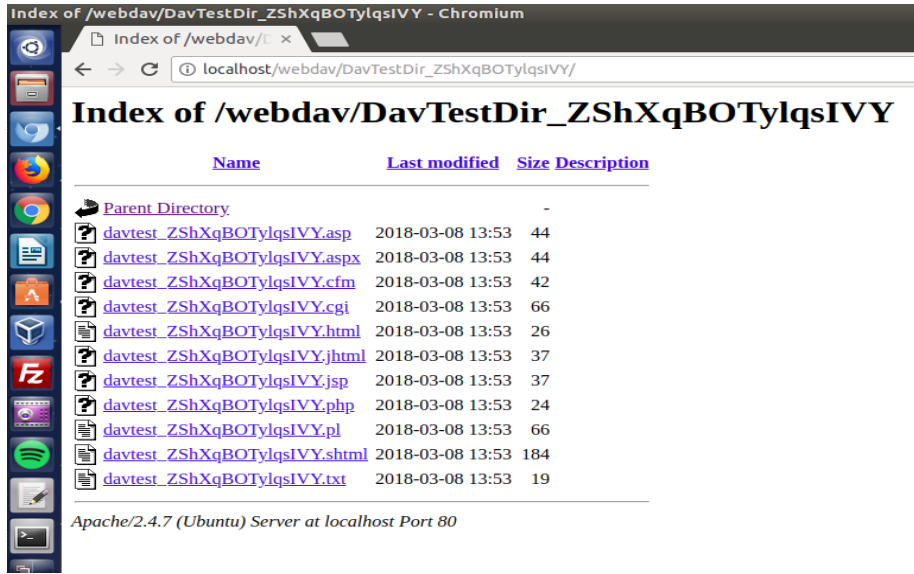 Index of /webdav/DavTestDir_ZShXqBOTylqsIVY - Chromium
Index of /webdav/D ×
localhost/webdav/DavTestDir_ZShXqBOTylqsIVY/
Index of /webdav/DavTestDir_ZShXqBOTylqsIVY
Name Last modified Size Description
Parent Directory -
davtest_ZShXqBOTylqsIVY.asp 2018-03-08 13:53 44
davtest_ZShXqBOTylqsIVY.aspx 2018-03-08 13:53 44
davtest_ZShXqBOTylqsIVY.cfm 2018-03-08 13:53 42
davtest_ZShXqBOTylqsIVY.cgi 2018-03-08 13:53 66
davtest_ZShXqBOTylqsIVY.html 2018-03-08 13:53 26
davtest_ZShXqBOTylqsIVY.jhtml 2018-03-08 13:53 37
davtest_ZShXqBOTylqsIVY.jsp 2018-03-08 13:53 37
davtest_ZShXqBOTylqsIVY.php 2018-03-08 13:53 24
davtest_ZShXqBOTylqsIVY.pl 2018-03-08 13:53 66
davtest_ZShXqBOTylqsIVY.shtml 2018-03-08 13:53 184
davtest_ZShXqBOTylqsIVY.txt 2018-03-08 13:53 19
Apache/2.4.7 (Ubuntu) Server at localhost Port 80
Fz